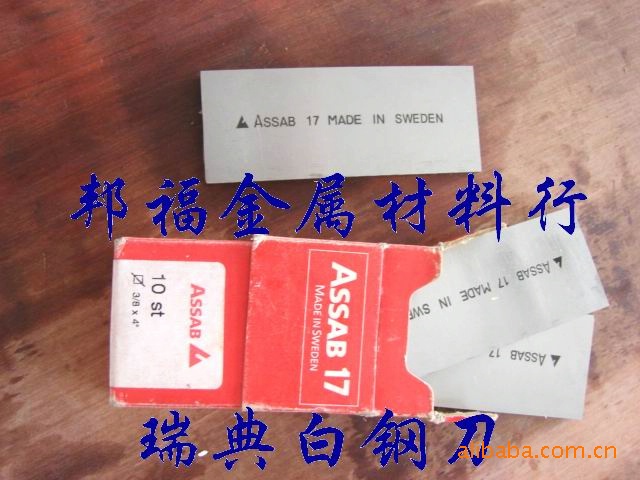 ASSAB 17 MADE IN SWEDEN
邦福金属材料行
ASSAB
10 st
3/8 x 4"
ASSAB 17
MADE IN SWEDEN
ASSAB 17 MADE IN SWE
ASSAB 17
瑞典白钢刀
alibaba.com.cn